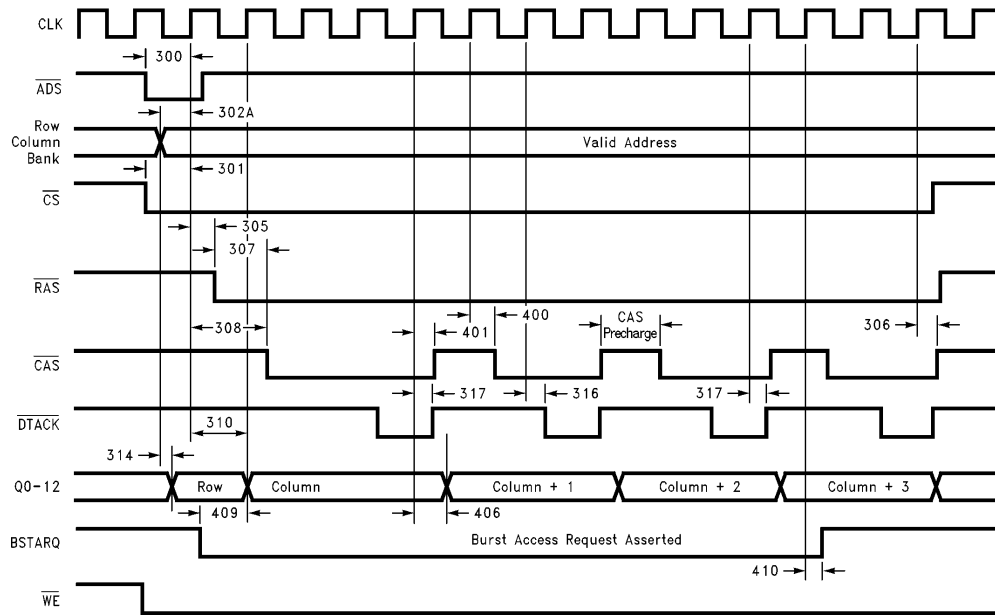 CLK
300
ADS
302A
Row
Column
Bank
Valid Address
301
CS
305
307
RAS
308
401
400
CAS
Precharge
306
CAS
317
316
317
DTACK
310
314
Q0-12
Row
Column
Column + 1
Column + 2
Column + 3
409
406
BSTARQ
Burst Access Request Asserted
410
WE